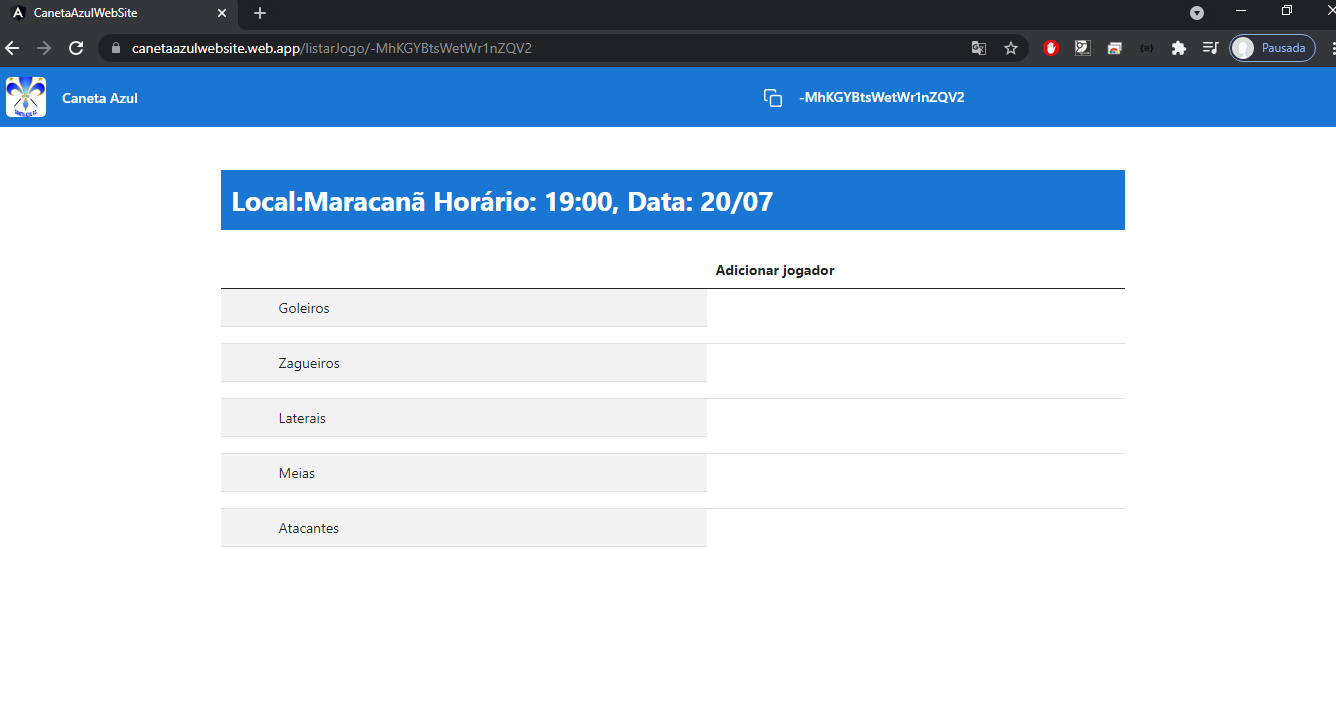 CanetaAzulWebSite
canetaazulwebsite.web.app/listarJogo/-MhKGYBtsWetWr1nZQV2
Pausada
Caneta Azul
-MhKGYBtsWetWr1nZQV2
Local:Maracanã Horário: 19:00, Data: 20/07
Adicionar jogador
Goleiros
Zagueiros
Laterais
Meias
Atacantes